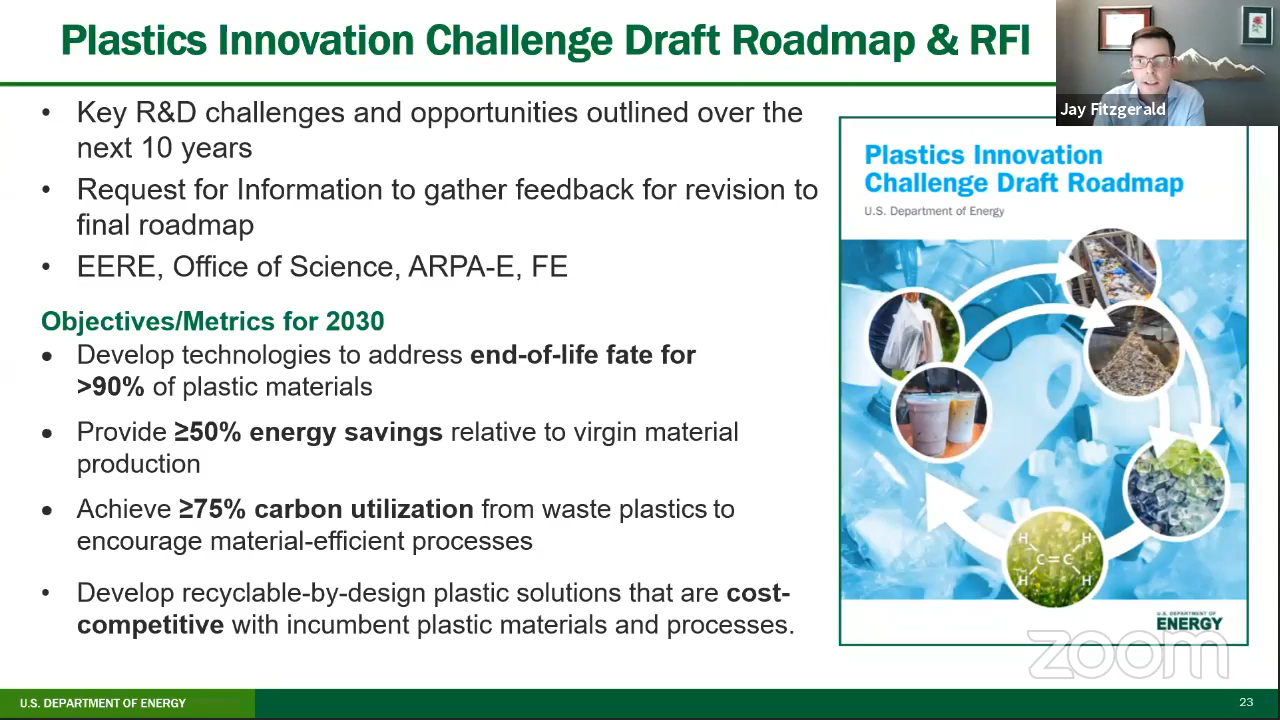 Plastics Innovation Challenge Draft Roadmap & RFI
Jay Fitzgerald
• Key R&D challenges and opportunities outlined over the
next 10 years
• Request for Information to gather feedback for revision to
final roadmap
• EERE, Office of Science, ARPA-E, FE
Objectives/Metrics for 2030
• Develop technologies to address end-of-life fate for
>90% of plastic materials
• Provide ≥50% energy savings relative to virgin material
production
• Achieve ≥75% carbon utilization from waste plastics to
encourage material-efficient processes
• Develop recyclable-by-design plastic solutions that are cost-
competitive with incumbent plastic materials and processes.
Plastics Innovation
Challenge Draft Roadmap
U.S. Department of Energy
H H
C=C
H H
U.S. DEPARTMENT OF
ENERGY
zoom
U.S. DEPARTMENT OF ENERGY
23